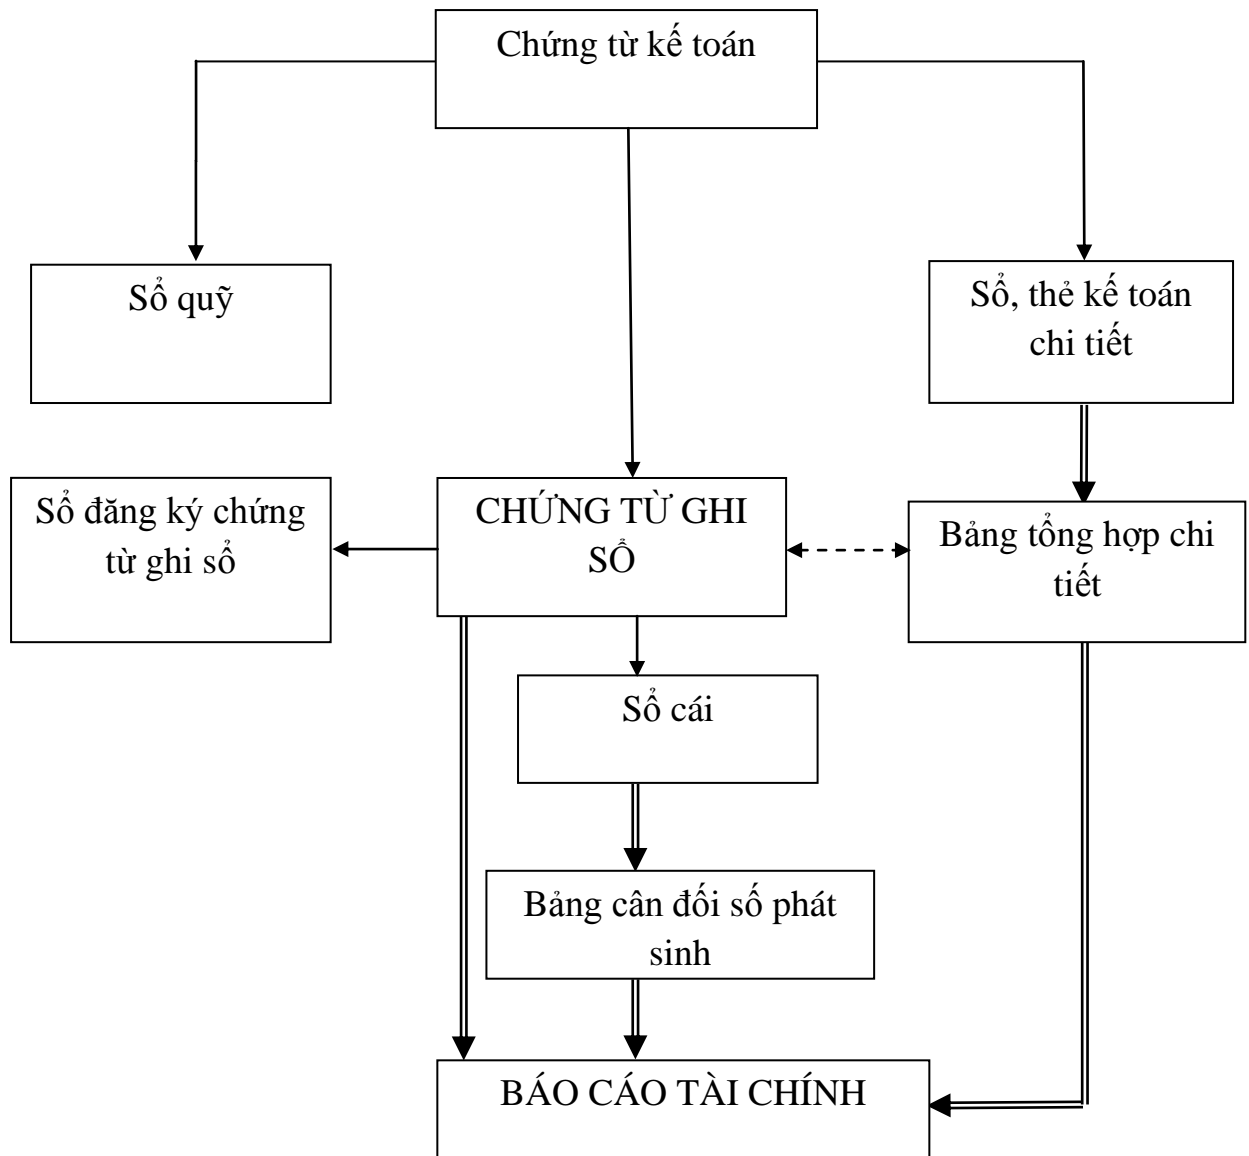 Chứng từ kế toán
Sổ quỹ
Sổ, thẻ kế toán
chi tiết
Sổ đăng ký chứng
từ ghi sổ
CHỨNG TỪ GHI
SỔ
Bảng tổng hợp chi
tiết
Sổ cái
Bảng cân đối số phát
sinh
BÁO CÁO TÀI CHÍNH